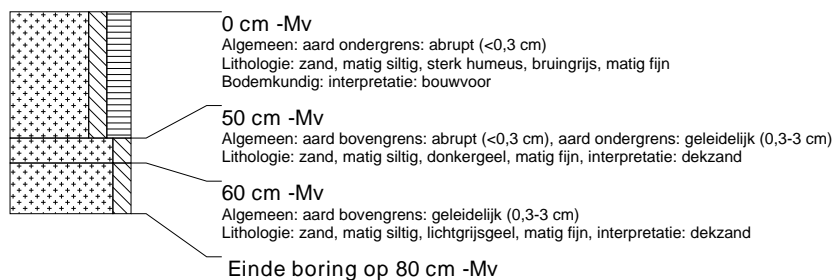 0 cm -Mv
Algemeen: aard ondergrens: abrupt (<0,3 cm)
Lithologie: zand, matig siltig, sterk humeus, bruingrijs, matig fijn
Bodemkundig: interpretatie: bouwvoor
50 cm -Mv
Algemeen: aard bovengrens: abrupt (<0,3 cm), aard ondergrens: geleidelijk (0,3-3 cm)
Lithologie: zand, matig siltig, donkergeel, matig fijn, interpretatie: dekzand
60 cm -Mv
Algemeen: aard bovengrens: geleidelijk (0,3-3 cm)
Lithologie: zand, matig siltig, lichtgrijsgeel, matig fijn, interpretatie: dekzand
Einde boring op 80 cm -Mv